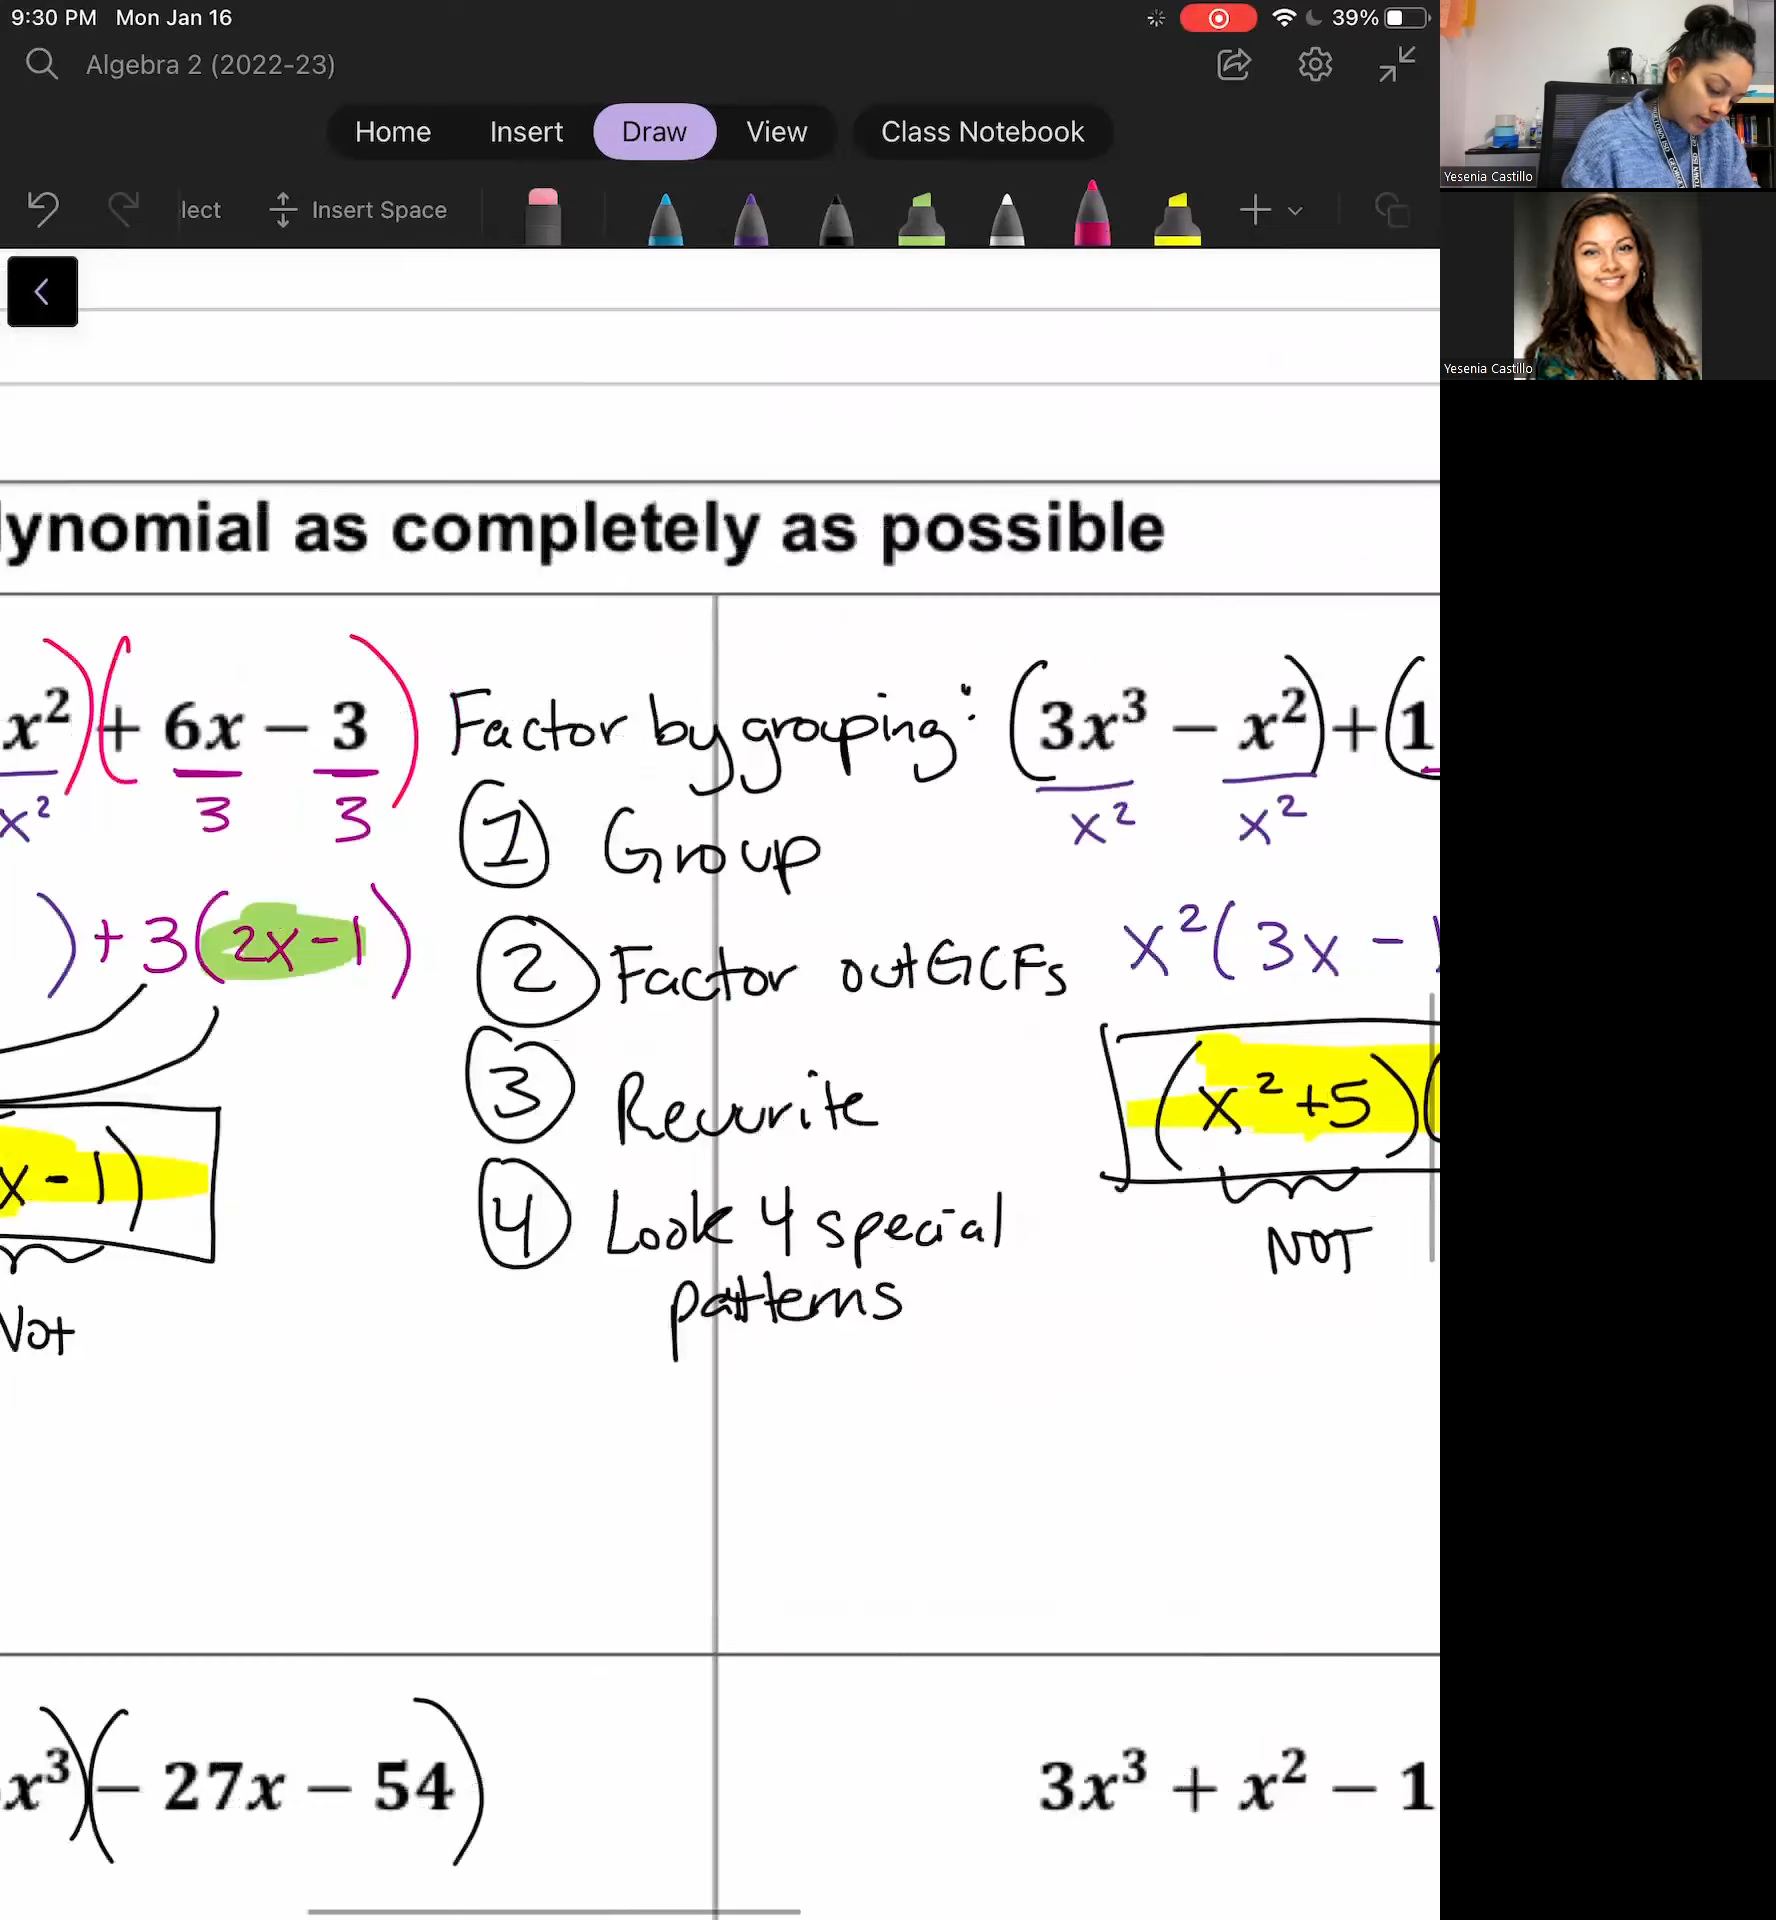 9:30 PM Mon Jan 16
39%
Algebra 2 (2022-23)
Home Insert Draw View Class Notebook
lect Insert Space
Yesenia Castillo
Yesenia Castillo
lynomial as completely as possible
x²)(+ 6x − 3)
x² 3 3
) + 3(2x-1)
x-1)
Not
Factor by grouping:
① Group
② Factor out GCFs
③ Rewrite
④ Look 4 special
patterns
(3x³ − x²)+(1
x² x²
x²(3x -
(x²+5)(
NOT
x³)(− 27x − 54)
3x³ + x² − 1